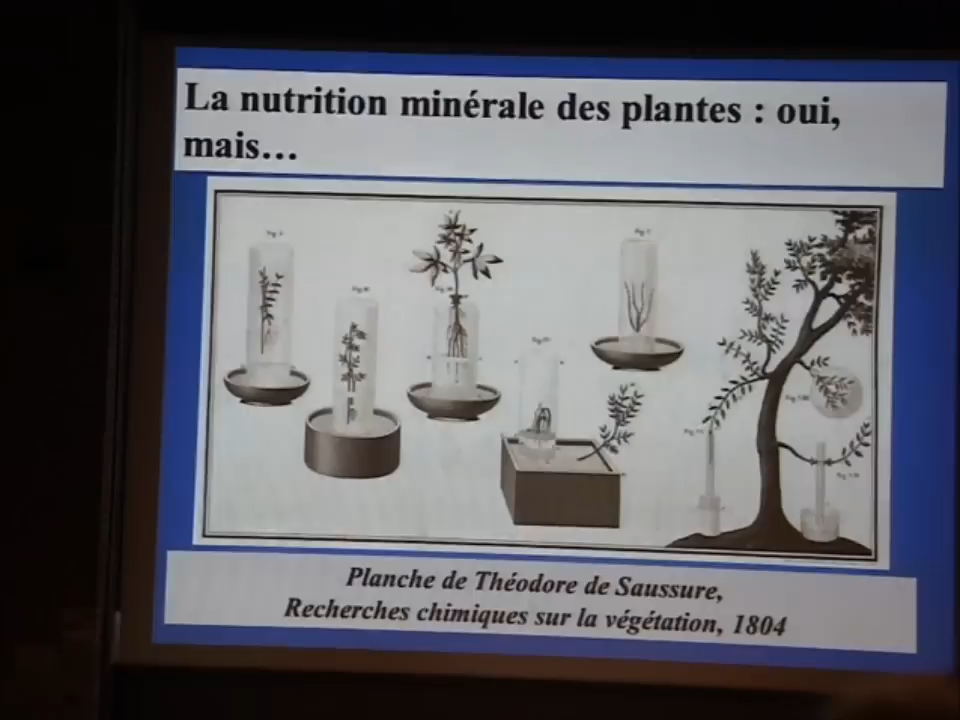 La nutrition minérale des plantes : oui,
mais...
Planche de Théodore de Saussure,
Recherches chimiques sur la végétation, 1804